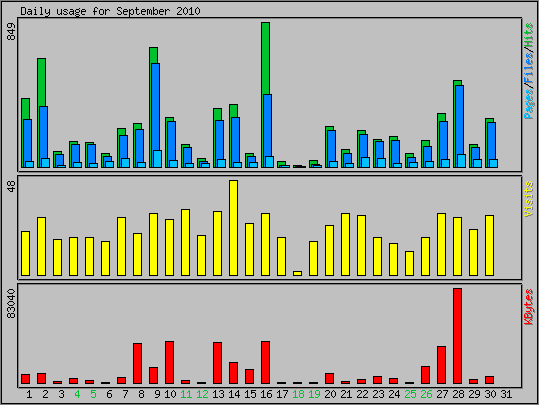 Daily usage for September 2010
849
Pages/Files/Hits
48
Visits
83040
KBytes
1 2 3 4 5 6 7 8 9 10 11 12 13 14 15 16 17 18 19 20 21 22 23 24 25 26 27 28 29 30 31